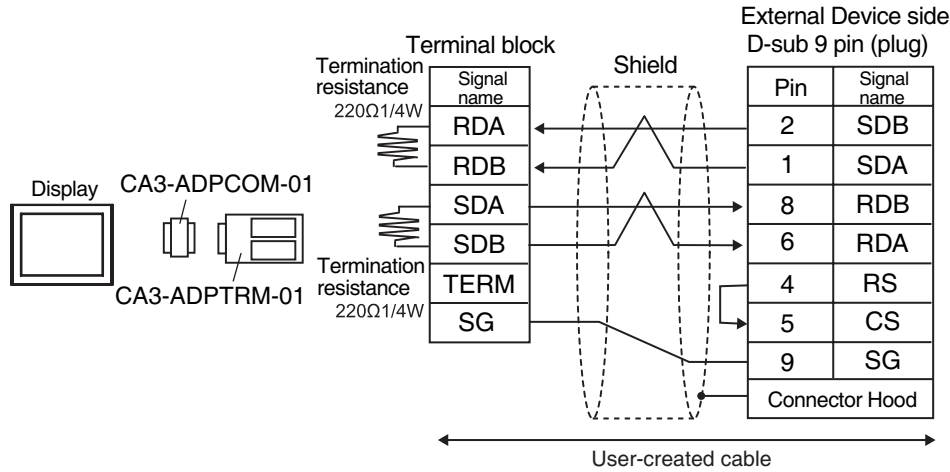 External Device side
D-sub 9 pin (plug)
Terminal block
Shield
Termination
resistance
220Ω1/4W
Signal
name
RDA
RDB
SDA
SDB
TERM
SG
Pin
Signal
name
2 SDB
1 SDA
8 RDB
6 RDA
4 RS
5 CS
9 SG
Connector Hood
Display
CA3-ADPCOM-01
CA3-ADPTRM-01
Termination
resistance
220Ω1/4W
User-created cable